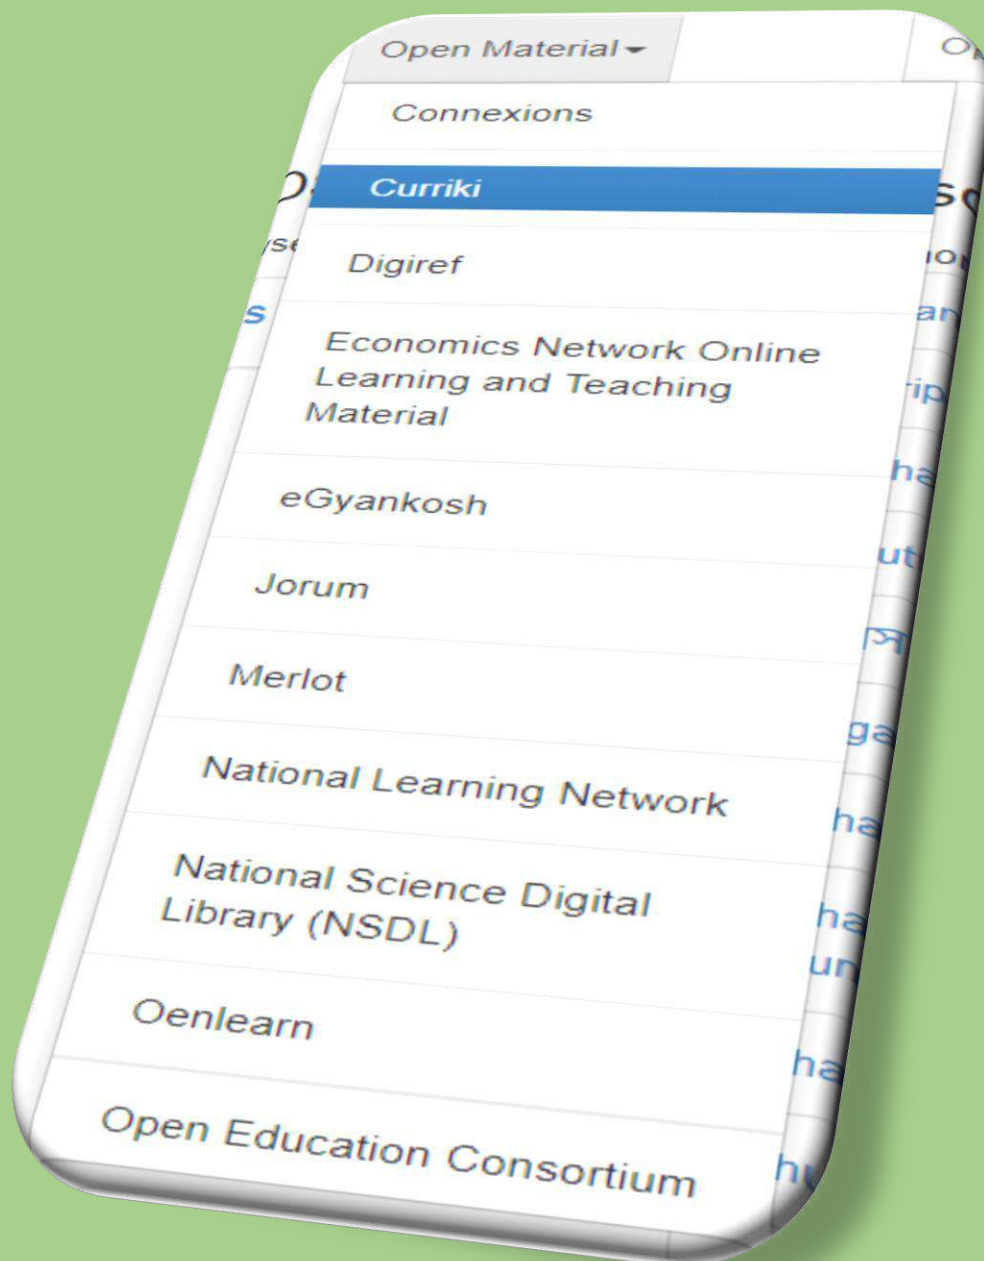 Open Material
Connexions
Curriki
Digiref
Economics Network Online
Learning and Teaching
Material
eGyankosh
Jorum
Merlot
National Learning Network
National Science Digital
Library (NSDL)
Oenlearn
Open Education Consortium